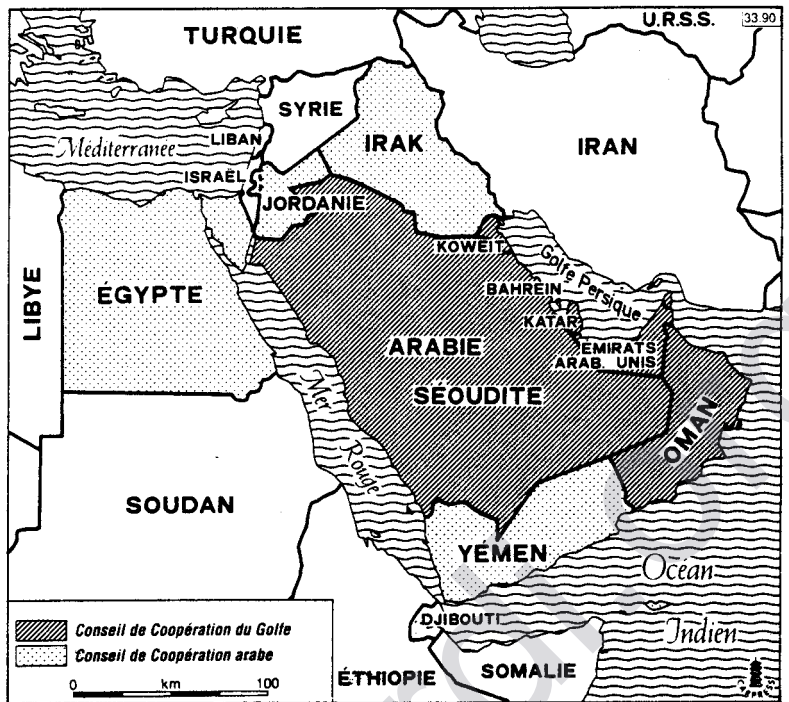 33.90
U.R.S.S.
TURQUIE
SYRIE
LIBAN
IRAK
IRAN
Méditerranée
ISRAËL
JORDANIE
KOWEIT
Golfe Persique
BAHREIN
ÉGYPTE
LIBYE
KATAR
ARABIE
SÉOUDITE
ÉMIRATS
ARAB. UNIS
OMAN
Mer
Rouge
SOUDAN
YÉMEN
Océan
Indien
DJIBOUTI
ÉTHIOPIE
SOMALIE
Conseil de Coopération du Golfe
Conseil de Coopération arabe
0 km 100